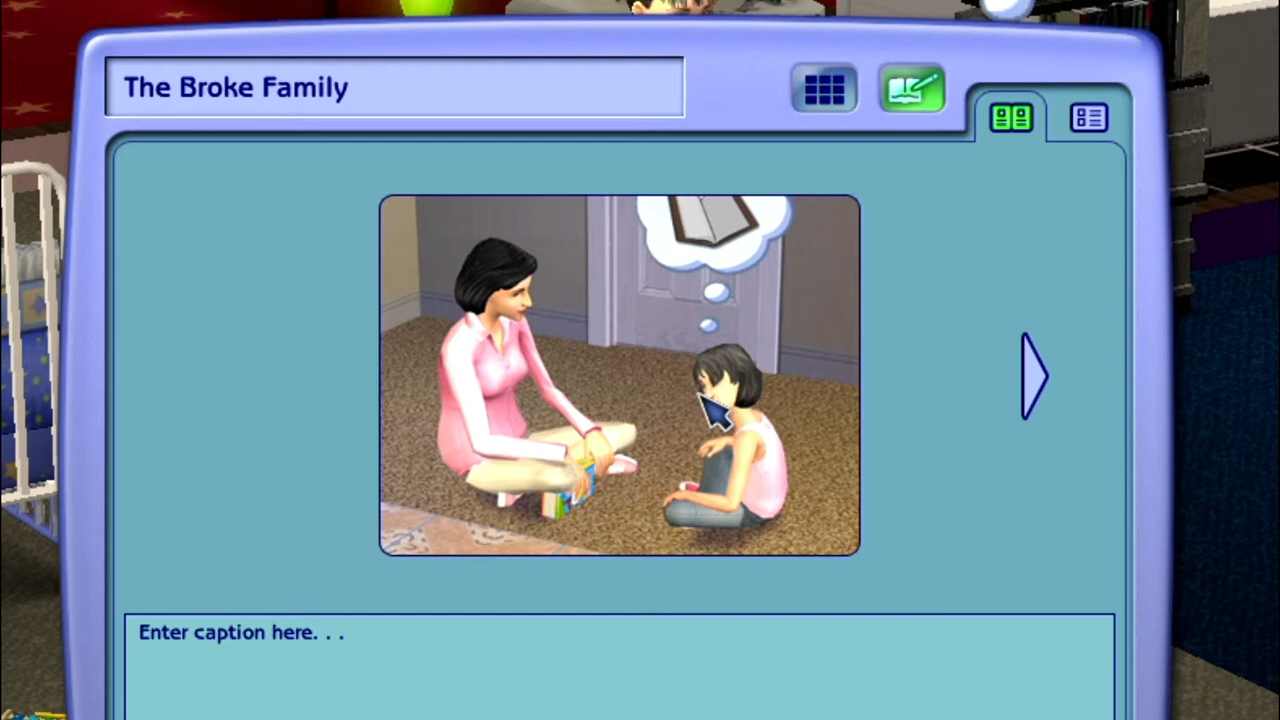 The Broke Family
Enter caption here. . .